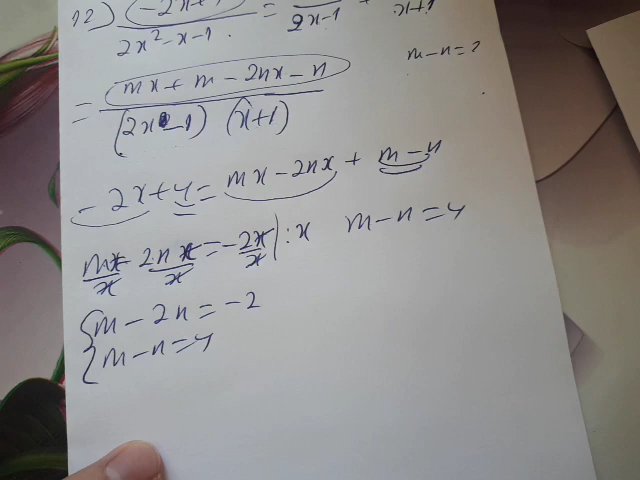 12) -2x+ / 2x²-x-1 = / 2x-1 x+1
m-n=?
= mx+m-2nx-n / (2x-1) (x+1)
-2x+4=mx-2nx+m-n
mx/x 2nx/x=-2x/x |:x m-n=4
{m-2n=-2
{m-n=4